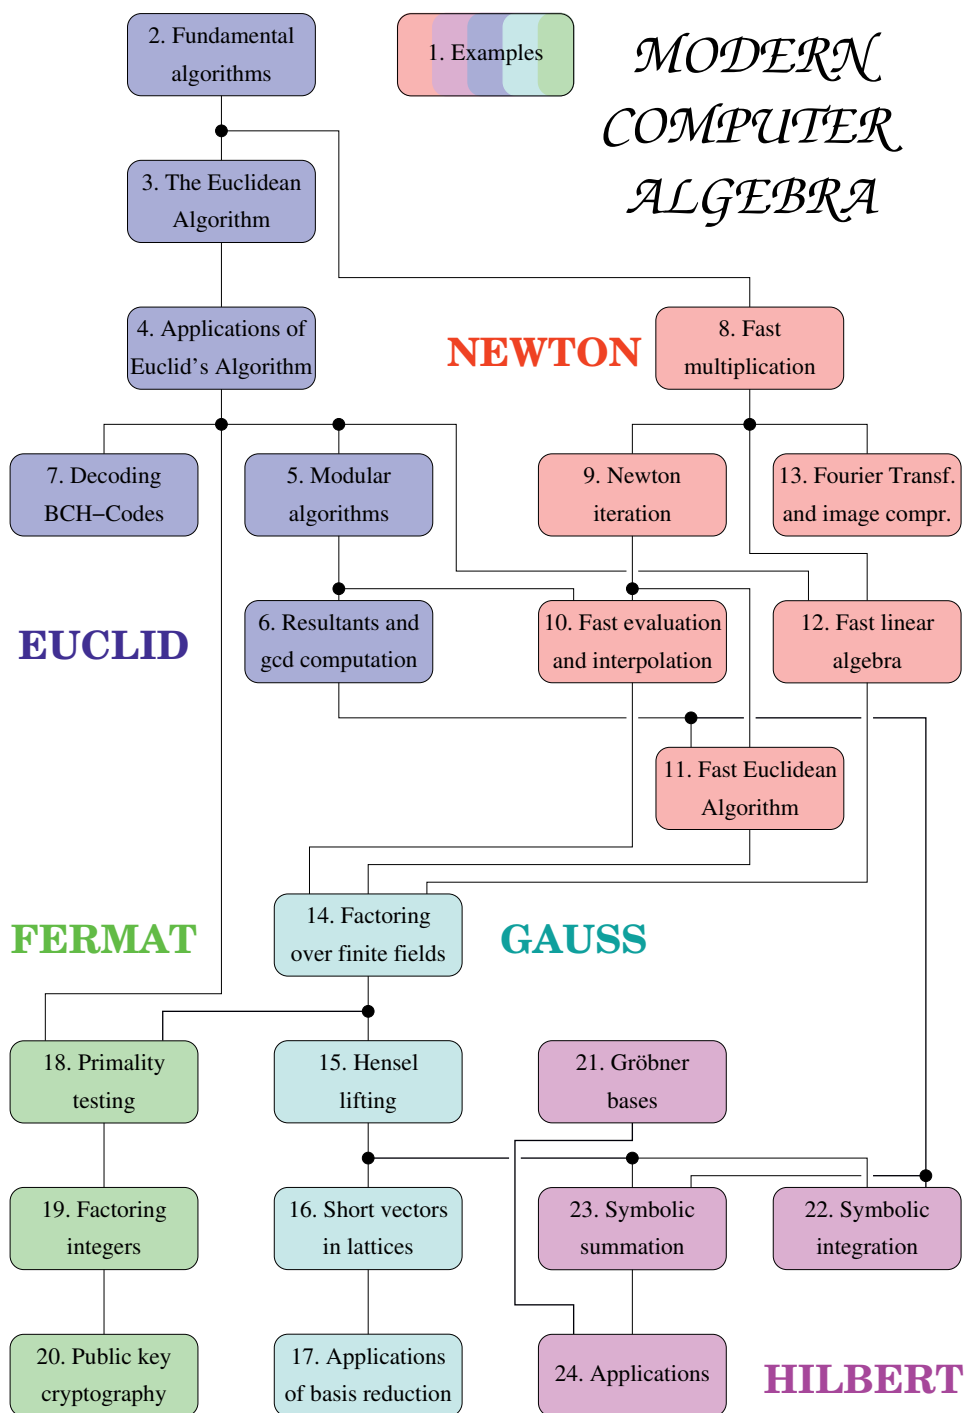 2. Fundamental
algorithms
1. Examples
MODERN
COMPUTER
ALGEBRA
3. The Euclidean
Algorithm
4. Applications of
Euclid's Algorithm
NEWTON
8. Fast
multiplication
7. Decoding
BCH−Codes
5. Modular
algorithms
9. Newton
iteration
13. Fourier Transf.
and image compr.
EUCLID
6. Resultants and
gcd computation
10. Fast evaluation
and interpolation
12. Fast linear
algebra
11. Fast Euclidean
Algorithm
FERMAT
14. Factoring
over finite fields
GAUSS
18. Primality
testing
15. Hensel
lifting
21. Gröbner
bases
19. Factoring
integers
16. Short vectors
in lattices
23. Symbolic
summation
22. Symbolic
integration
20. Public key
cryptography
17. Applications
of basis reduction
24. Applications
HILBERT